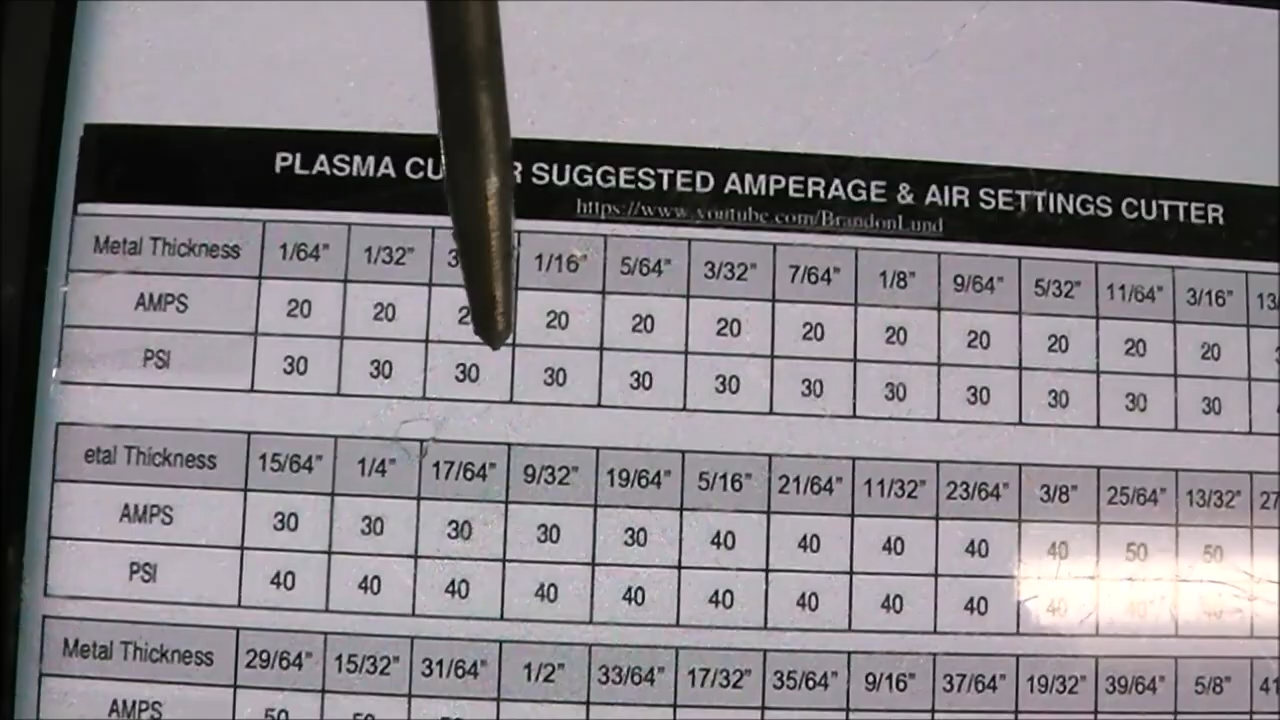 PLASMA SUGGESTED AMPERAGE & AIR SETTINGS CUTTER
https://www.youtube.com/BrandonLund
Metal Thickness 1/64" 1/32" 1/16" 5/64" 3/32" 7/64" 1/8" 9/64" 5/32" 11/64" 3/16"
AMPS 20 20 20 20 20 20 20 20 20 20 20
PSI 30 30 30 30 30 30 30 30 30 30 30 30
etal Thickness 15/64" 1/4" 17/64" 9/32" 19/64" 5/16" 21/64" 11/32" 23/64" 3/8" 25/64" 13/32"
AMPS 30 30 30 30 30 40 40 40 40 40 50 50
PSI 40 40 40 40 40 40 40 40 40 40 40 40
Metal Thickness 29/64" 15/32" 31/64" 1/2" 33/64" 17/32" 35/64" 9/16" 37/64" 19/32" 39/64" 5/8"
AMPS 50 50 50